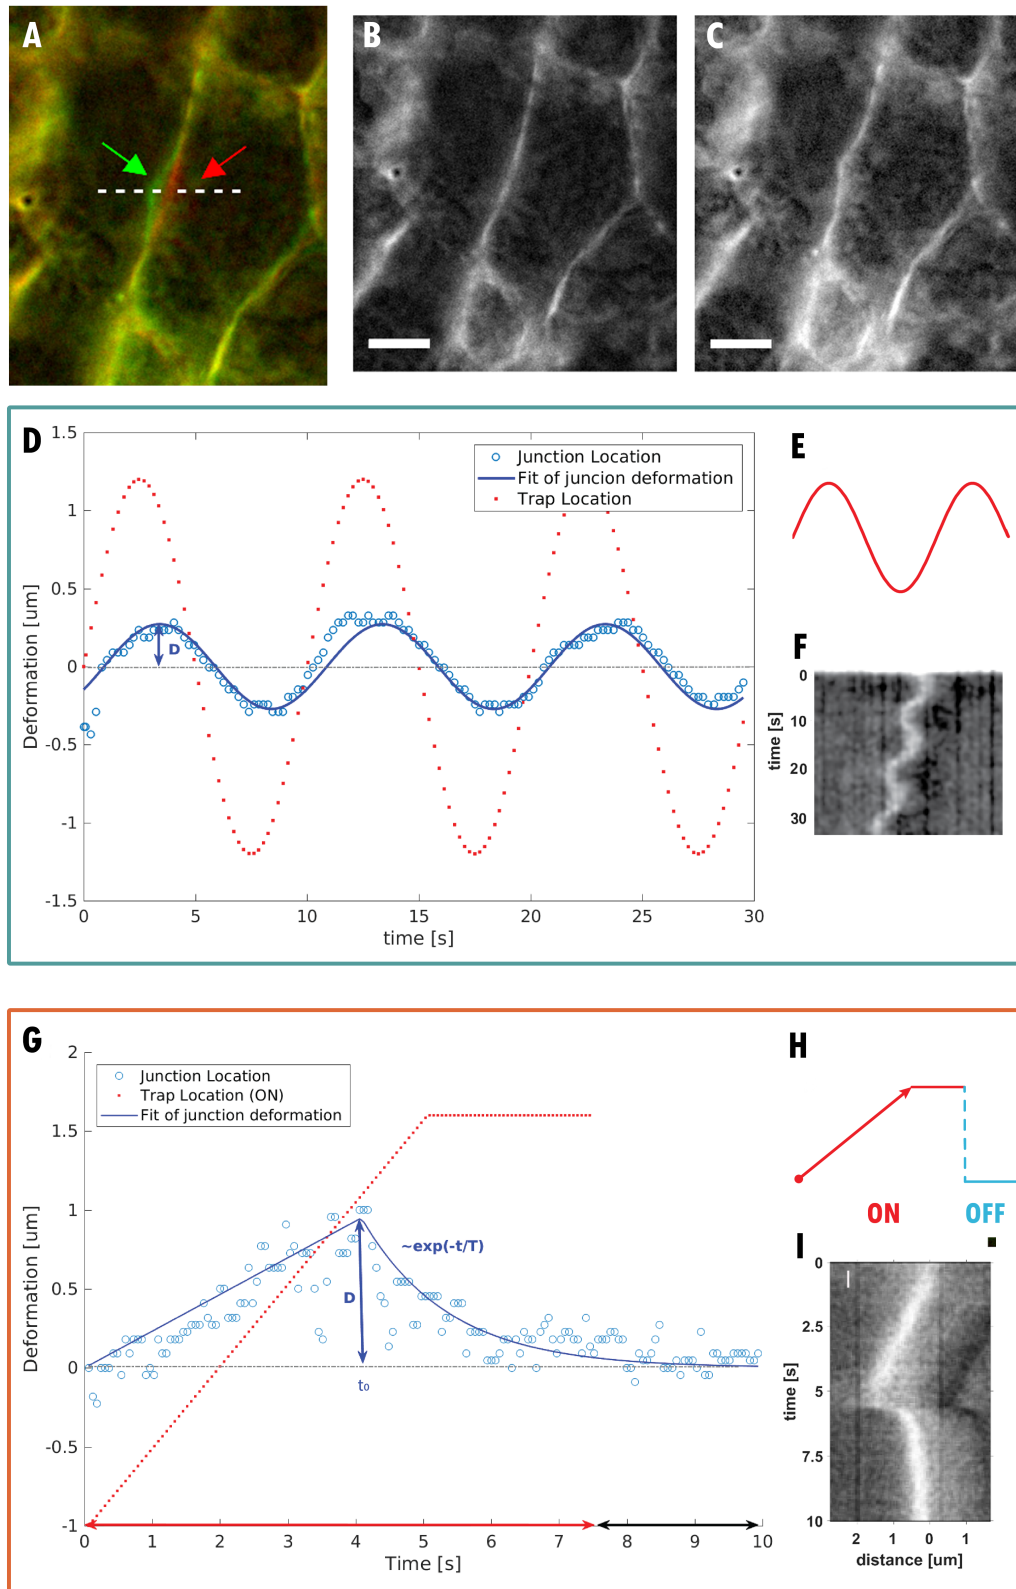 A
B
C
D
1.5
1
0.5
0
-0.5
-1
-1.5
Deformation [um]
Junction Location
Fit of juncion deformation
Trap Location
D
0
5
10
15
20
25
30
time [s]
E
F
0
10
20
30
time [s]
G
2
1.5
1
0.5
0
-0.5
-1
Deformation [um]
Junction Location
Trap Location (ON)
Fit of junction deformation
~exp(-t/T)
D
t₀
0
1
2
3
4
5
6
7
8
9
10
Time [s]
H
ON
OFF
I
0
2.5
5
7.5
10
time [s]
2
1
0
1
distance [um]